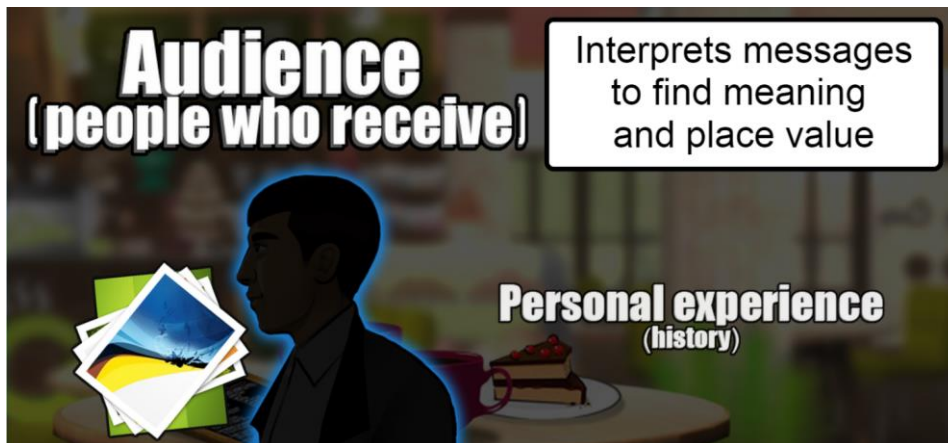 Audience
(people who receive)
Interprets messages
to find meaning
and place value
Personal experience
(history)